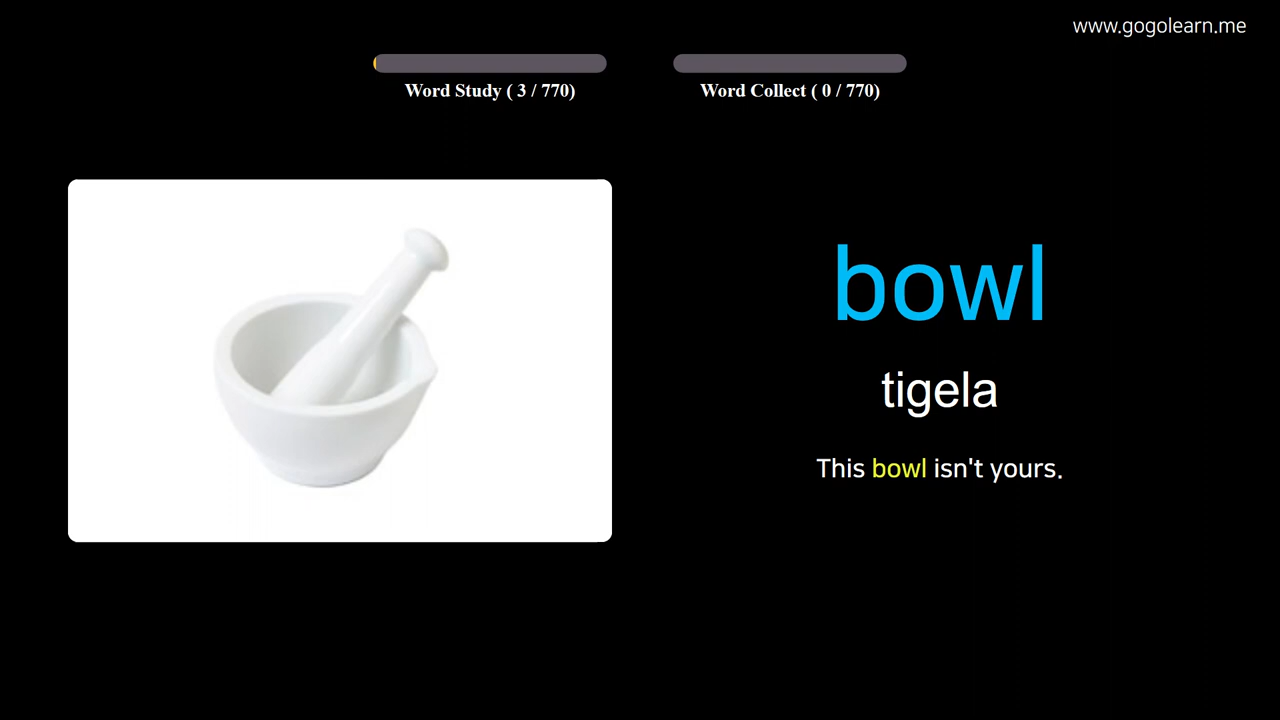 www.gogolearn.me
Word Study ( 3 / 770)
Word Collect ( 0 / 770)
bowl
tigela
This bowl isn't yours.